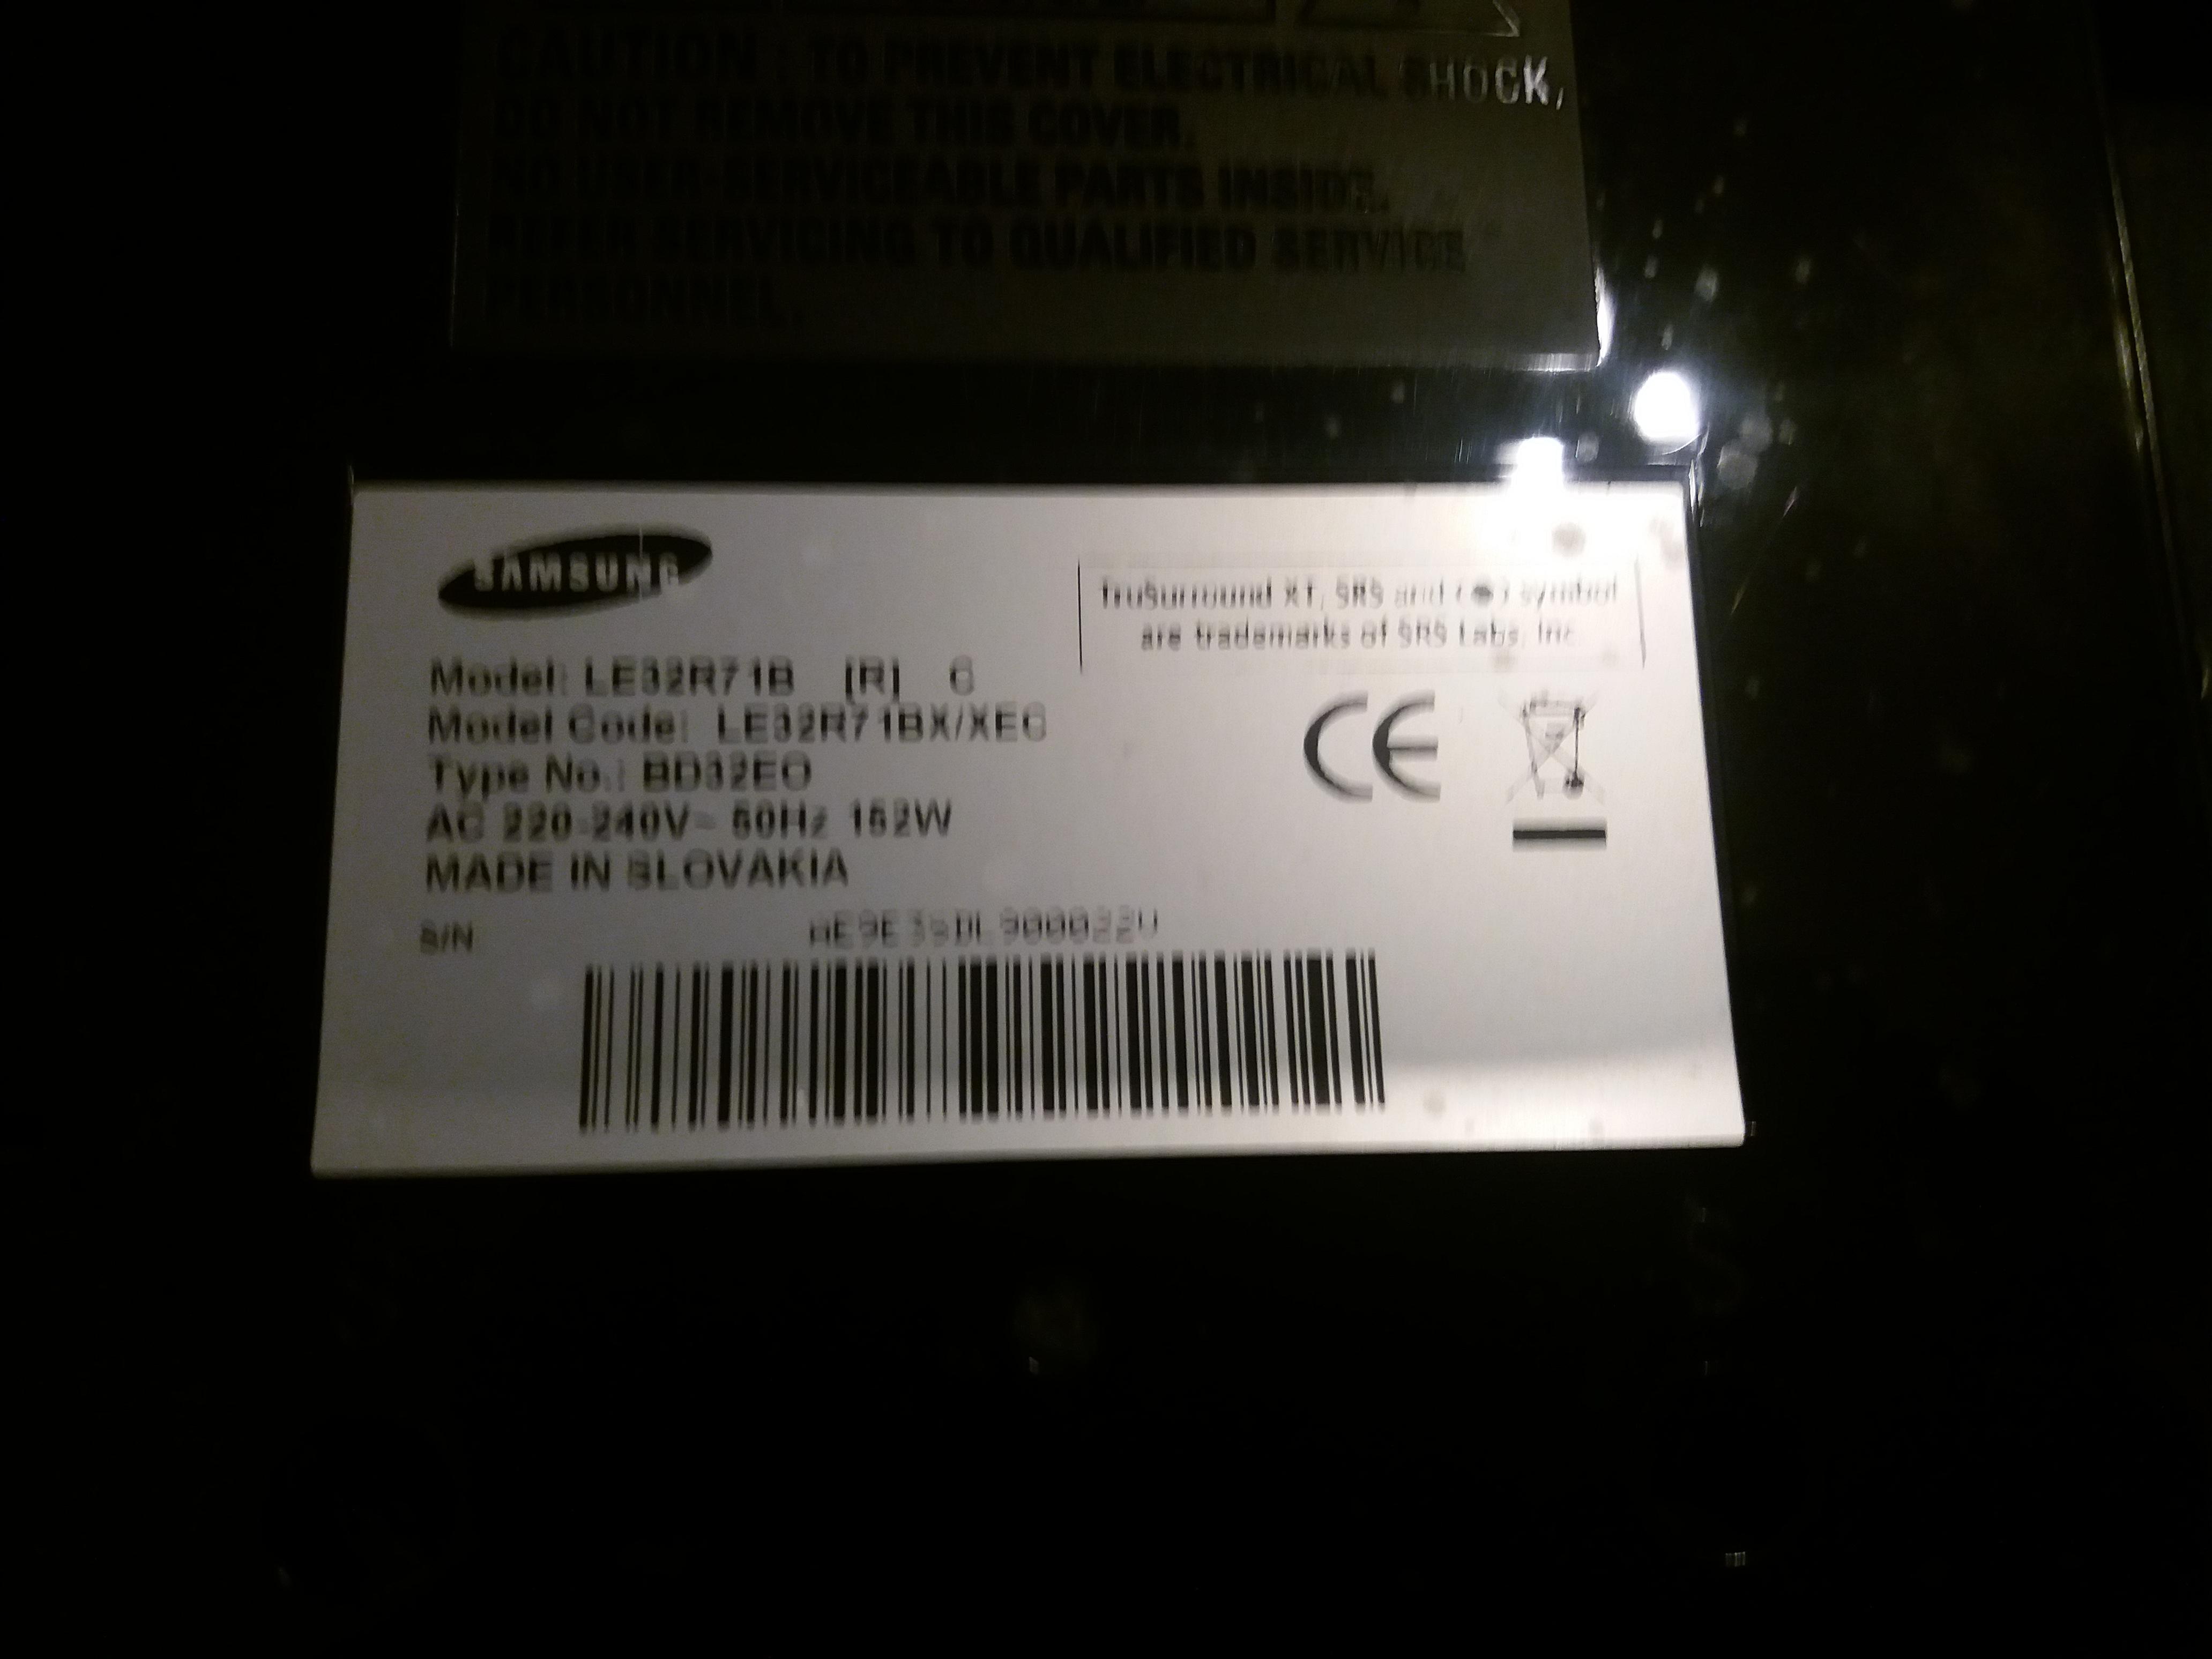 CAUTION : TO PREVENT ELECTRICAL SHOCK,
DO NOT REMOVE THIS COVER.
NO USER-SERVICEABLE PARTS INSIDE.
REFER SERVICING TO QUALIFIED SERVICE
PERSONNEL.
SAMSUNG
TruSurround XT, SRS and (●) symbol
are trademarks of SRS Labs, Inc
Model: LE32R71B [R] 6
Model Code: LE32R71BX/XEC
Type No.: BD32EO
AC 220-240V~ 50Hz 152W
MADE IN SLOVAKIA
S/N
CE